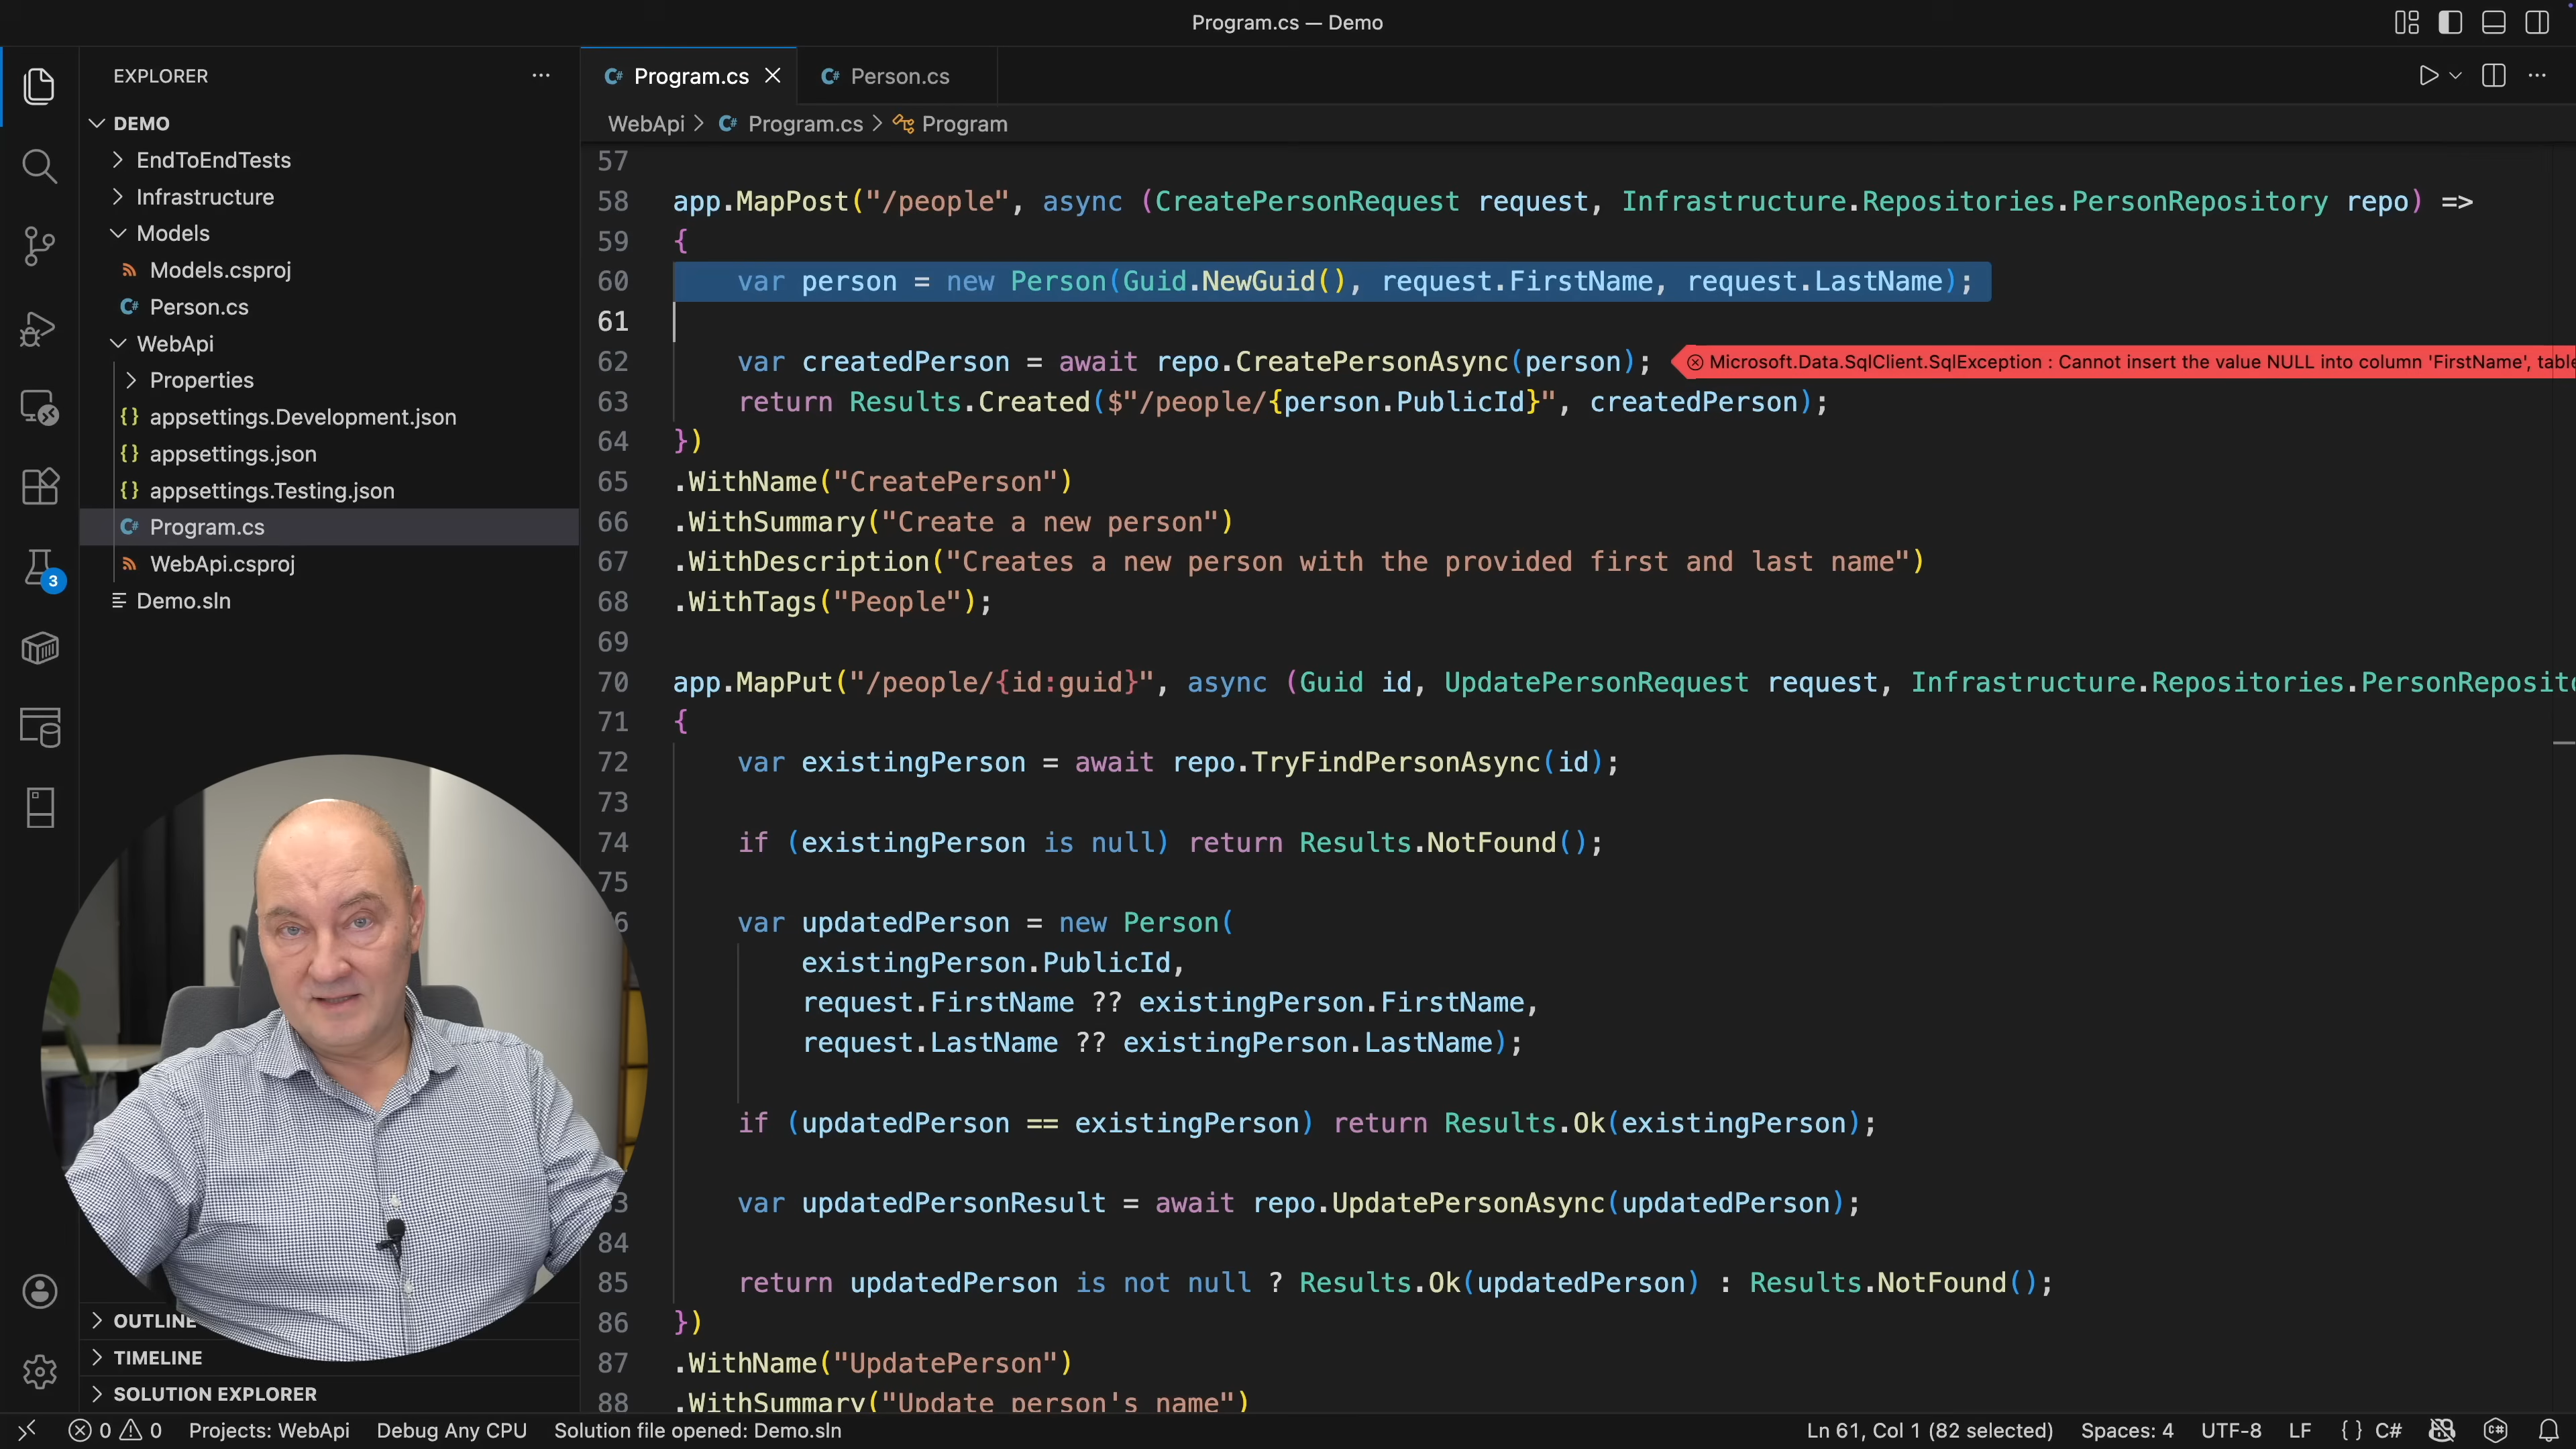 Program.cs — Demo
EXPLORER
DEMO
EndToEndTests
Infrastructure
Models
Models.csproj
C# Person.cs
WebApi
Properties
{} appsettings.Development.json
{} appsettings.json
{} appsettings.Testing.json
C# Program.cs
WebApi.csproj
Demo.sln
3
OUTLINE
TIMELINE
SOLUTION EXPLORER
C# Program.cs
C# Person.cs
WebApi > C# Program.cs > Program
57
58 app.MapPost("/people", async (CreatePersonRequest request, Infrastructure.Repositories.PersonRepository repo) =>
59 {
60 var person = new Person(Guid.NewGuid(), request.FirstName, request.LastName);
61
62 var createdPerson = await repo.CreatePersonAsync(person); Microsoft.Data.SqlClient.SqlException : Cannot insert the value NULL into column 'FirstName', table
63 return Results.Created($"/people/{person.PublicId}", createdPerson);
64 })
65 .WithName("CreatePerson")
66 .WithSummary("Create a new person")
67 .WithDescription("Creates a new person with the provided first and last name")
68 .WithTags("People");
69
70 app.MapPut("/people/{id:guid}", async (Guid id, UpdatePersonRequest request, Infrastructure.Repositories.PersonReposito
71 {
72 var existingPerson = await repo.TryFindPersonAsync(id);
73
74 if (existingPerson is null) return Results.NotFound();
75
6 var updatedPerson = new Person(
existingPerson.PublicId,
request.FirstName ?? existingPerson.FirstName,
request.LastName ?? existingPerson.LastName);
if (updatedPerson == existingPerson) return Results.Ok(existingPerson);
3 var updatedPersonResult = await repo.UpdatePersonAsync(updatedPerson);
84
85 return updatedPerson is not null ? Results.Ok(updatedPerson) : Results.NotFound();
86 })
87 .WithName("UpdatePerson")
88 .WithSummary("Update person's name")
0 0 Projects: WebApi Debug Any CPU Solution file opened: Demo.sln Ln 61, Col 1 (82 selected) Spaces: 4 UTF-8 LF {} C#